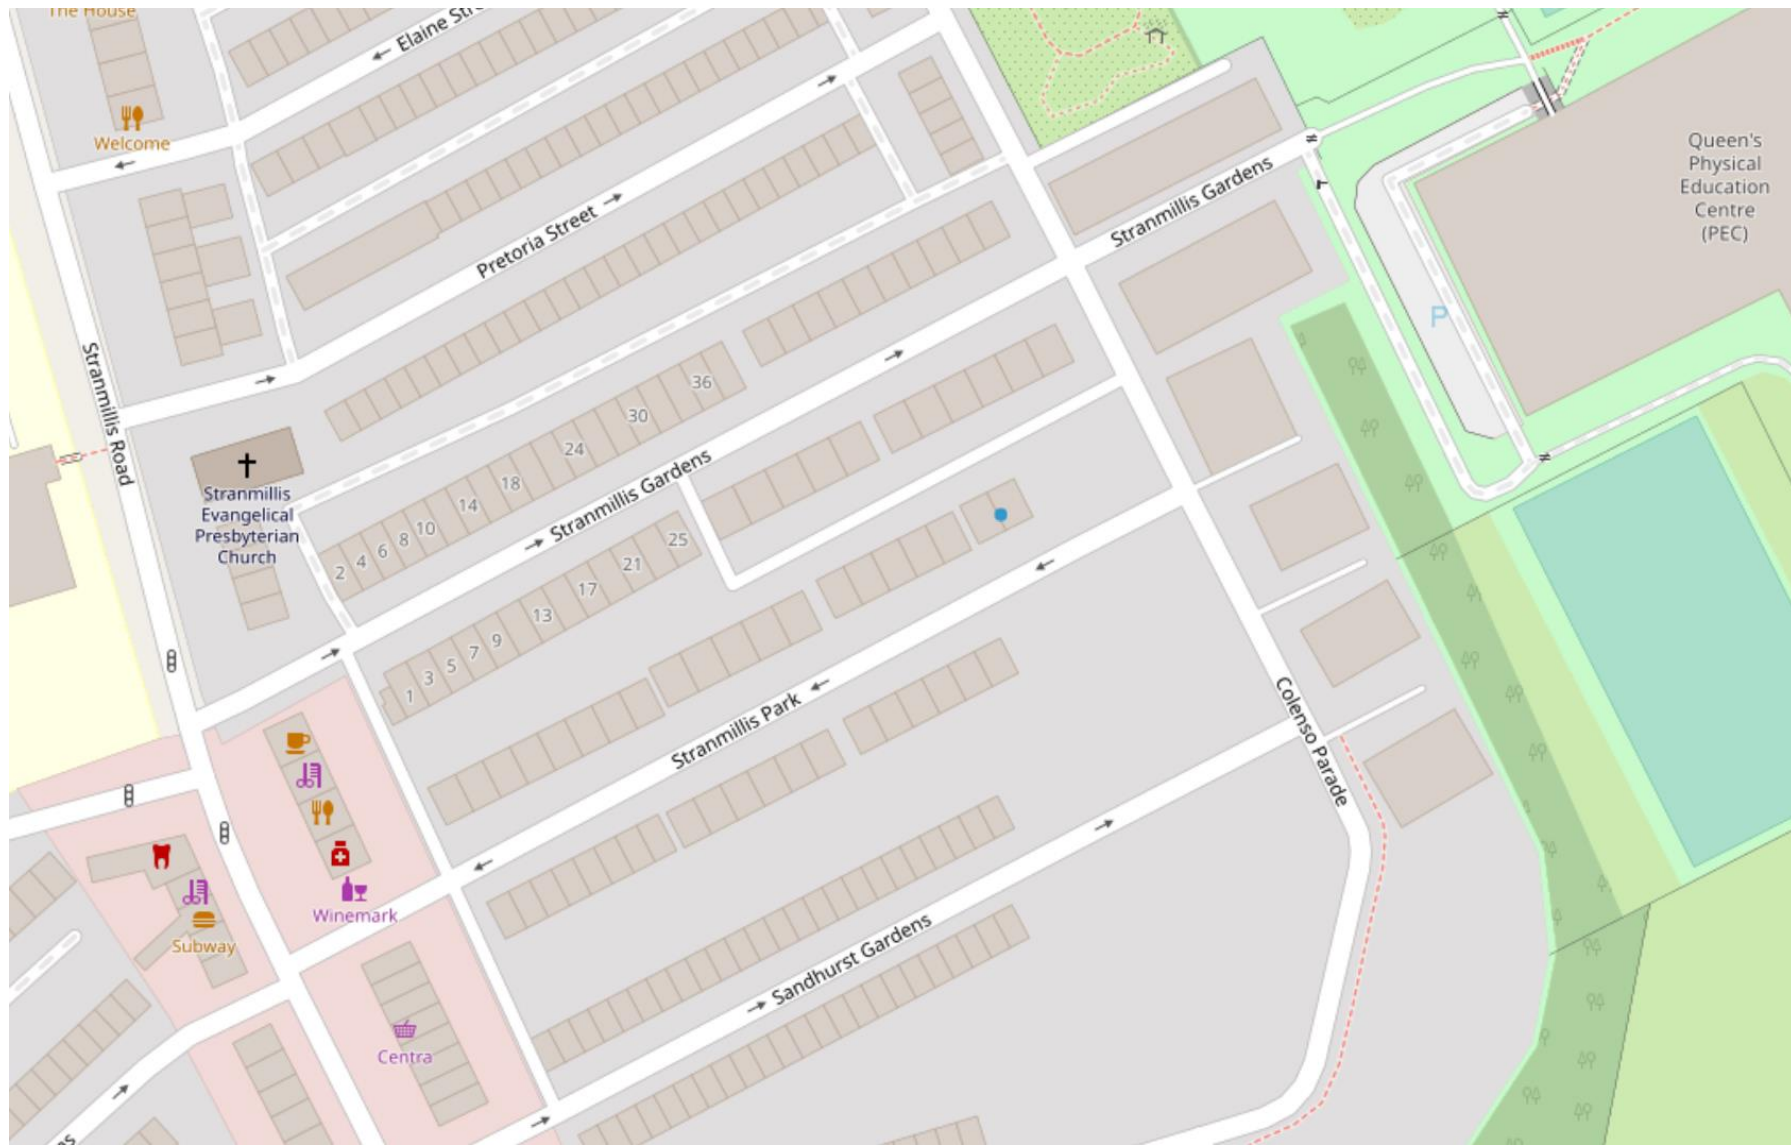 The House
Elaine Str
Welcome
Queen's
Physical
Education
Centre
(PEC)
Stranmillis Gardens
Pretoria Street
P
Stranmillis Road
36
30
24
18
14
10
8
6
4
2
Stranmillis
Evangelical
Presbyterian
Church
Stranmillis Gardens
25
21
17
13
9
7
5
3
1
Stranmillis Park
Colenso Parade
Winemark
Subway
Sandhurst Gardens
Centra